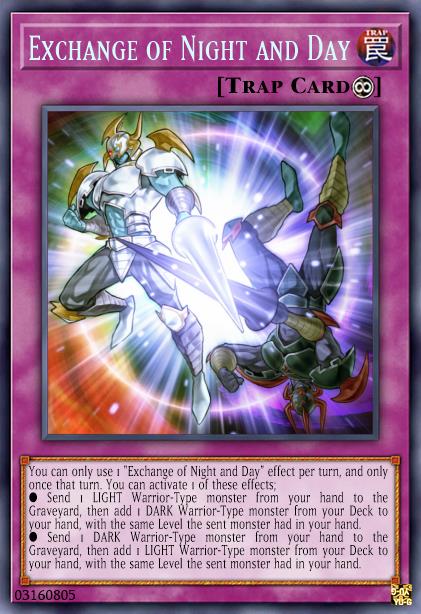 Exchange of Night and Day
TRAP
罠
[Trap Card]
You can only use 1 "Exchange of Night and Day" effect per turn, and only
once that turn. You can activate 1 of these effects;
● Send 1 LIGHT Warrior-Type monster from your hand to the
Graveyard, then add 1 DARK Warrior-Type monster from your Deck to
your hand, with the same Level the sent monster had in your hand.
● Send 1 DARK Warrior-Type monster from your hand to the
Graveyard, then add 1 LIGHT Warrior-Type monster from your Deck to
your hand, with the same Level the sent monster had in your hand.
03160805